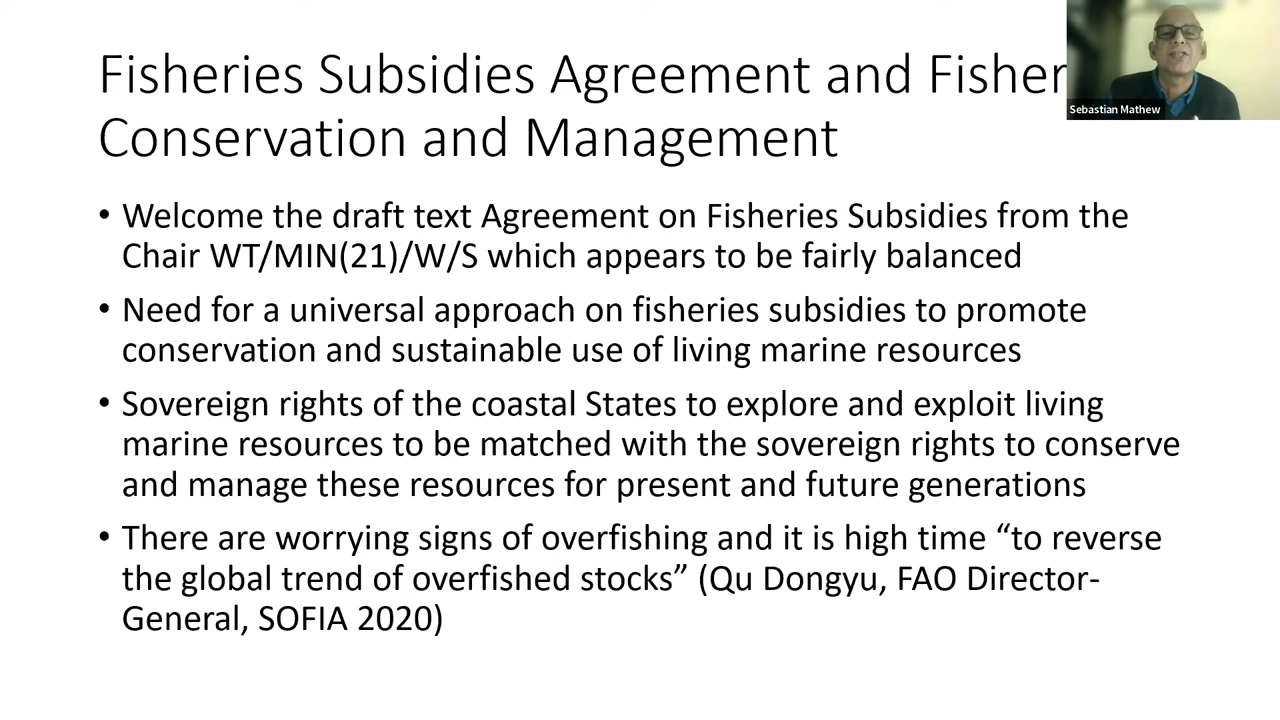 Fisheries Subsidies Agreement and Fisher
Conservation and Management
• Welcome the draft text Agreement on Fisheries Subsidies from the
Chair WT/MIN(21)/W/S which appears to be fairly balanced
• Need for a universal approach on fisheries subsidies to promote
conservation and sustainable use of living marine resources
• Sovereign rights of the coastal States to explore and exploit living
marine resources to be matched with the sovereign rights to conserve
and manage these resources for present and future generations
• There are worrying signs of overfishing and it is high time “to reverse
the global trend of overfished stocks” (Qu Dongyu, FAO Director-
General, SOFIA 2020)
Sebastian Mathew